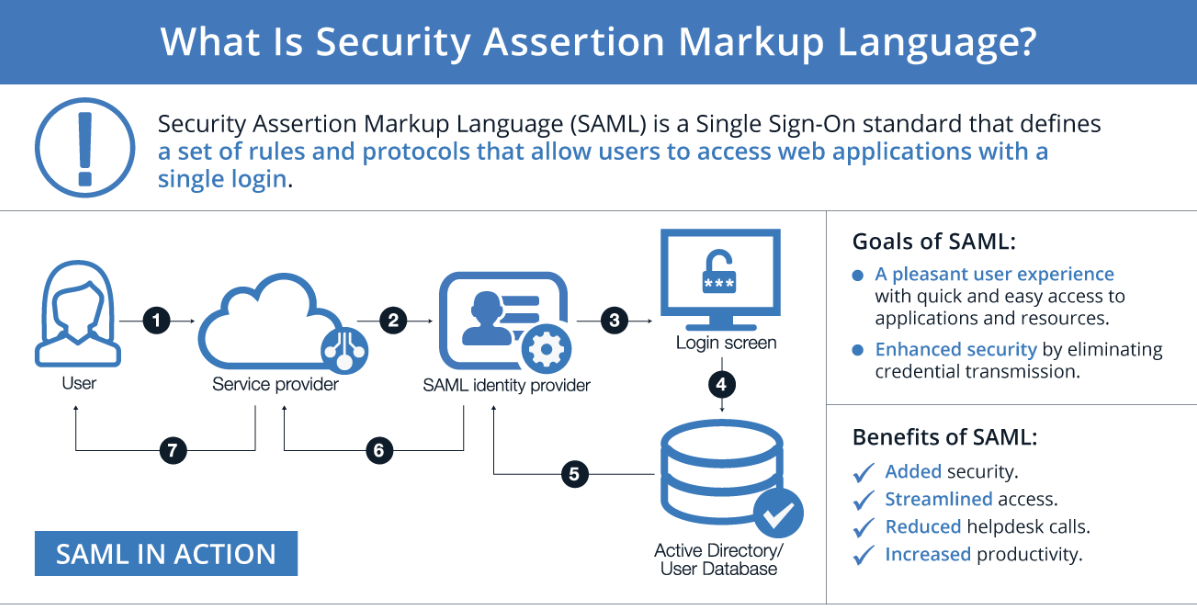 What Is Security Assertion Markup Language?
Security Assertion Markup Language (SAML) is a Single Sign-On standard that defines
a set of rules and protocols that allow users to access web applications with a
single login.
1
2
3
***
Login screen
User
Service provider
SAML identity provider
4
7
6
5
Active Directory/
User Database
SAML IN ACTION
Goals of SAML:
A pleasant user experience
with quick and easy access to
applications and resources.
Enhanced security by eliminating
credential transmission.
Benefits of SAML:
Added security.
Streamlined access.
Reduced helpdesk calls.
Increased productivity.